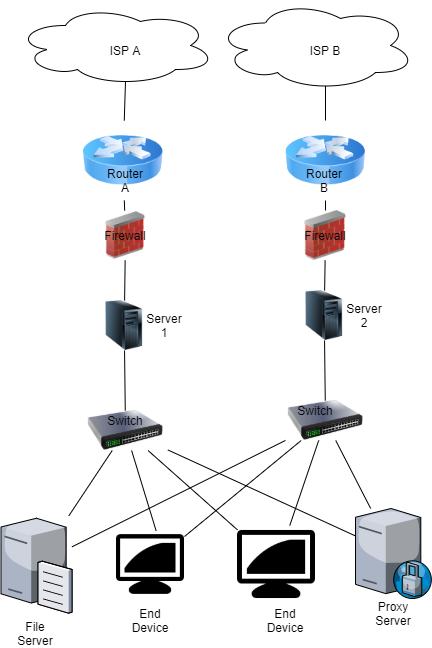 ISP A
ISP B
Router
A
Router
B
Firewall
Firewall
Server
1
Server
2
Switch
Switch
File
Server
End
Device
End
Device
Proxy
Server